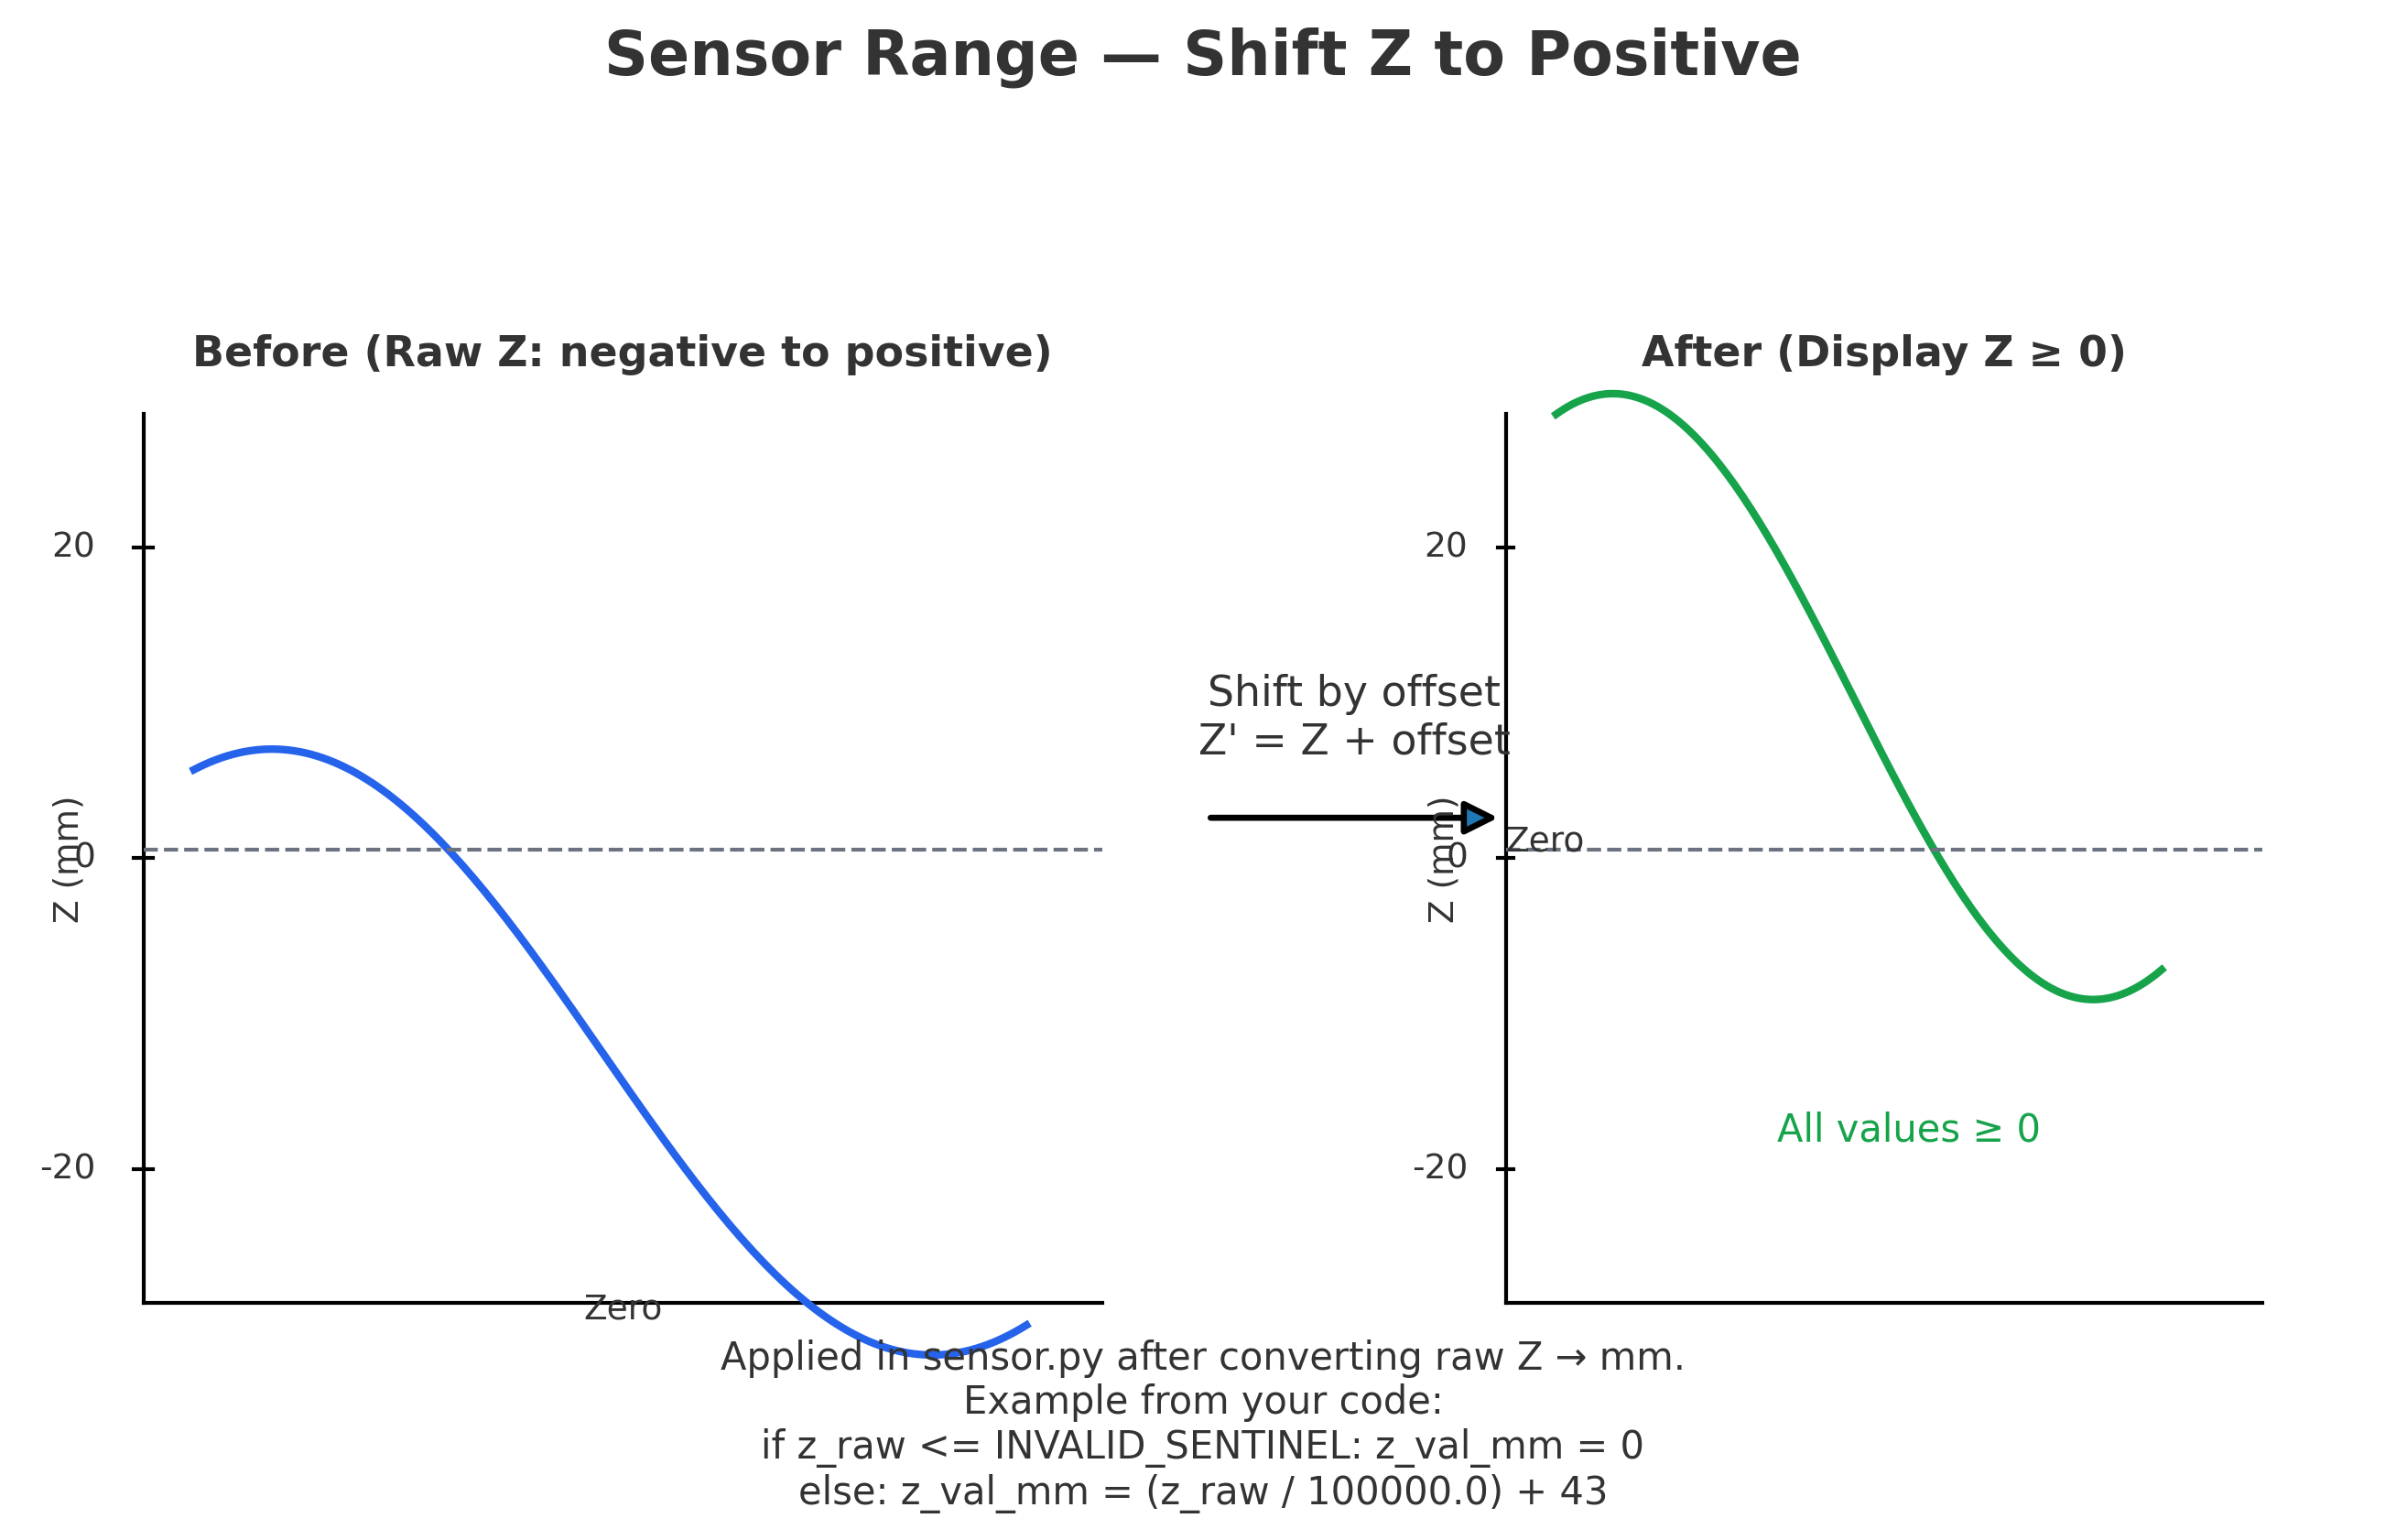 Sensor Range — Shift Z to Positive
Before (Raw Z: negative to positive)
20
0
-20
Z (mm)
Zero
Shift by offset
Z' = Z + offset
After (Display Z ≥ 0)
20
0
-20
Z (mm)
Zero
All values ≥ 0
Applied in sensor.py after converting raw Z → mm.
Example from your code:
if z_raw <= INVALID_SENTINEL: z_val_mm = 0
else: z_val_mm = (z_raw / 100000.0) + 43